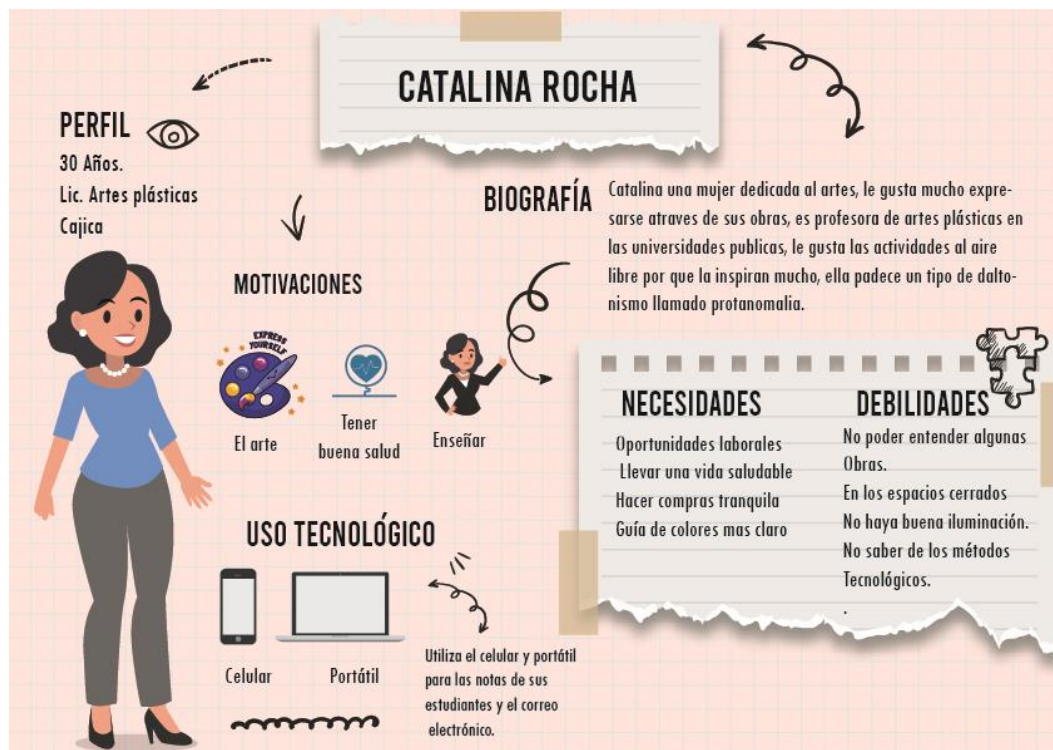 CATALINA ROCHA
PERFIL
30 Años.
Lic. Artes plásticas
Cajica
BIOGRAFÍA
Catalina una mujer dedicada al artes, le gusta mucho expre-
sarse atraves de sus obras, es profesora de artes plásticas en
las universidades publicas, le gusta las actividades al aire
libre por que la inspiran mucho, ella padece un tipo de dalto-
nismo llamado protanomalia.
MOTIVACIONES
EXPRESS
YOURSELF
El arte
Tener
buena salud
Enseñar
NECESIDADES
Oportunidades laborales
Llevar una vida saludable
Hacer compras tranquila
Guía de colores mas claro
DEBILIDADES
No poder entender algunas
Obras.
En los espacios cerrados
No haya buena iluminación.
No saber de los métodos
Tecnológicos.
.
USO TECNOLÓGICO
Celular
Portátil
Utiliza el celular y portátil
para las notas de sus
estudiantes y el correo
electrónico.